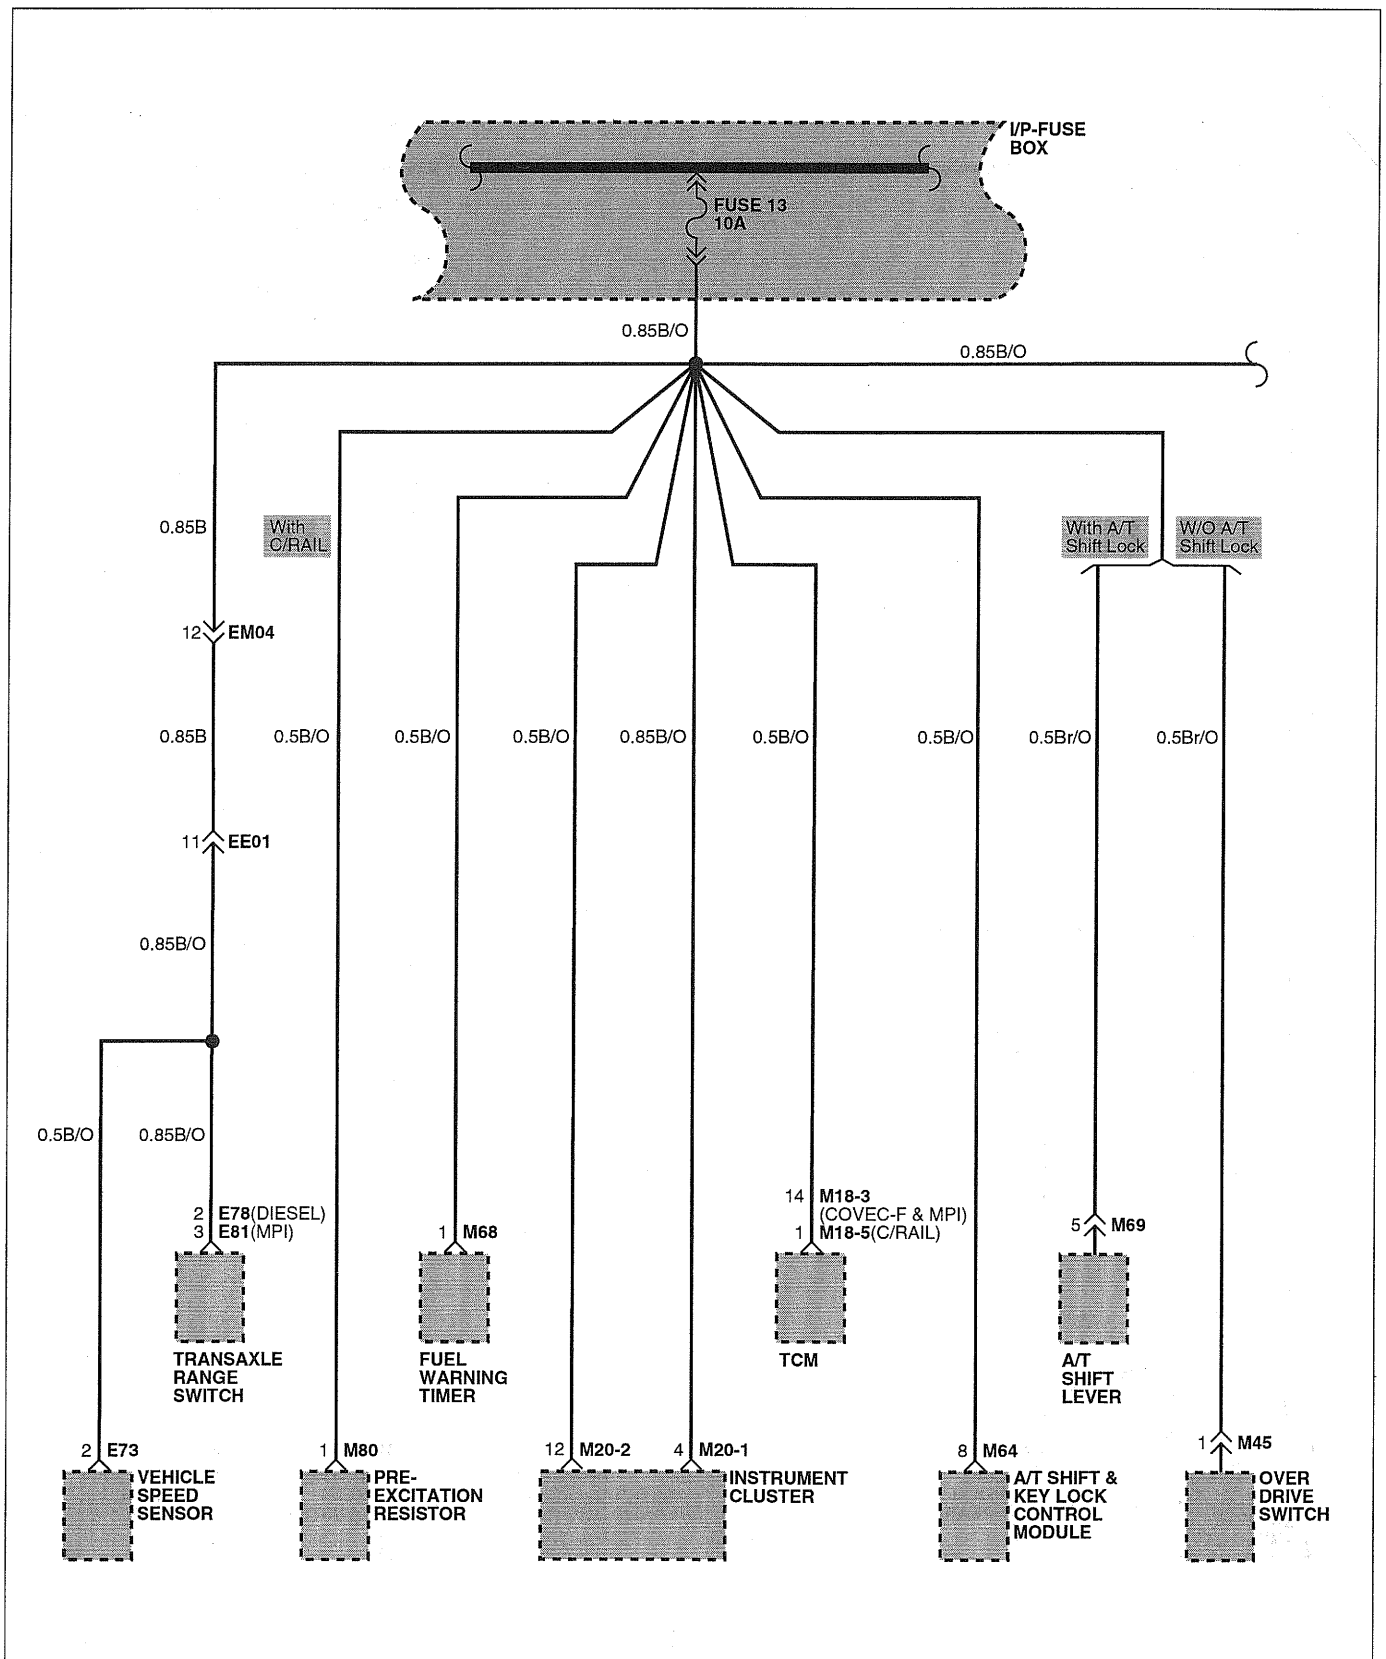 I/P-FUSE
BOX
FUSE 13
10A
0.85B/O
0.85B/O
0.85B
With
C/RAIL
With A/T
Shift Lock
W/O A/T
Shift Lock
12 EM04
0.85B
0.5B/O
0.5B/O
0.5B/O
0.85B/O
0.5B/O
0.5B/O
0.5Br/O
0.5Br/O
11 EE01
0.85B/O
0.5B/O
0.85B/O
2 E78(DIESEL)
3 E81(MPI)
1 M68
14 M18-3
(COVEC-F & MPI)
1 M18-5(C/RAIL)
5 M69
TRANSAXLE
RANGE
SWITCH
FUEL
WARNING
TIMER
TCM
A/T
SHIFT
LEVER
2 E73
1 M80
12 M20-2
4 M20-1
8 M64
1 M45
VEHICLE
SPEED
SENSOR
PRE-
EXCITATION
RESISTOR
INSTRUMENT
CLUSTER
A/T SHIFT &
KEY LOCK
CONTROL
MODULE
OVER
DRIVE
SWITCH